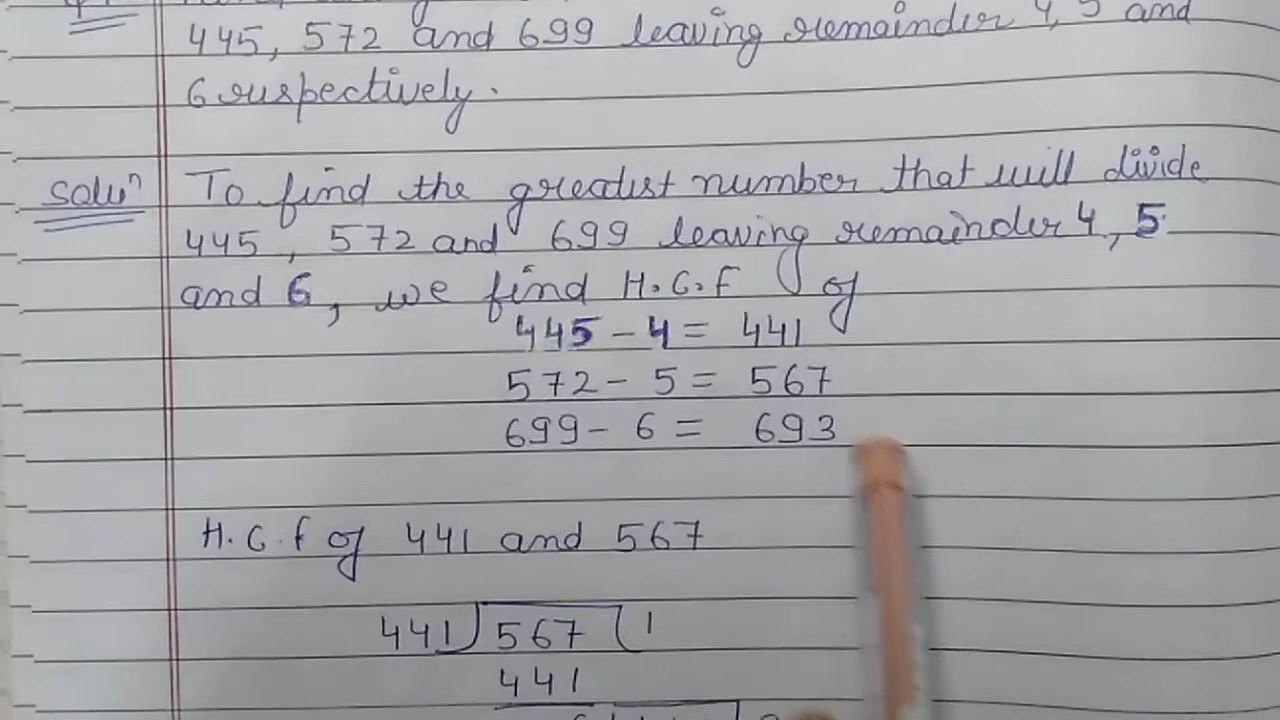 445, 572 and 699 leaving remainder 4, 5 and
6 respectively.
Soluⁿ To find the greatest number that will divide
445, 572 and 699 leaving remainder 4, 5
and 6, we find H.C.F of
445 - 4 = 441
572 - 5 = 567
699 - 6 = 693
H.C.F of 441 and 567
441) 567 (1
441